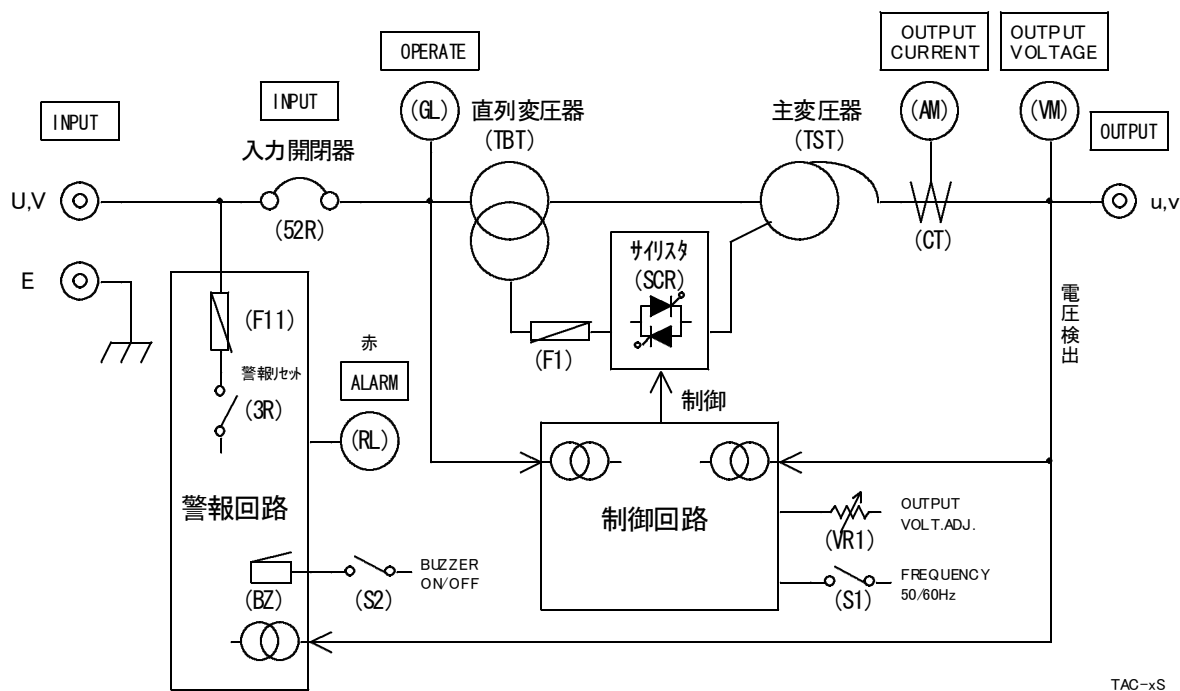 OUTPUT
CURRENT
OUTPUT
VOLTAGE
OPERATE
INPUT
INPUT
(GL)
直列変圧器
(TBT)
主変圧器
(TST)
(AM)
(VM)
OUTPUT
入力開閉器
U,V
(52R)
(CT)
u,v
E
サイリスタ
(SCR)
電圧検出
(F11)
(F1)
赤
警報リセット
ALARM
(3R)
制御
(RL)
警報回路
制御回路
OUTPUT
VOLT.ADJ.
(VR1)
BUZZER
ON/OFF
FREQUENCY
50/60Hz
(BZ)
(S2)
(S1)
TAC-xS